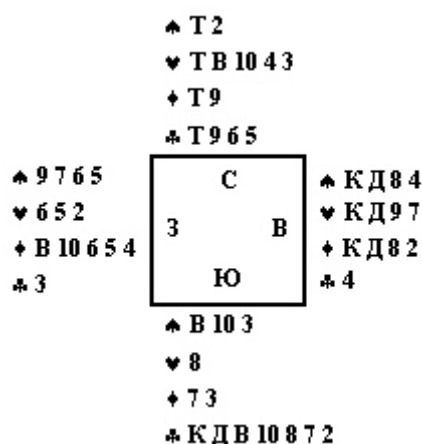 ♠ Т 2
♥ Т В 10 4 3
♦ Т 9
♣ Т 9 6 5
♠ 9 7 6 5
♥ 6 5 2
♦ В 10 6 5 4
♣ 3
С
З В
Ю
♠ К Д 8 4
♥ К Д 9 7
♦ К Д 8 2
♣ 4
♠ В 10 3
♥ 8
♦ 7 3
♣ К Д В 10 8 7 2